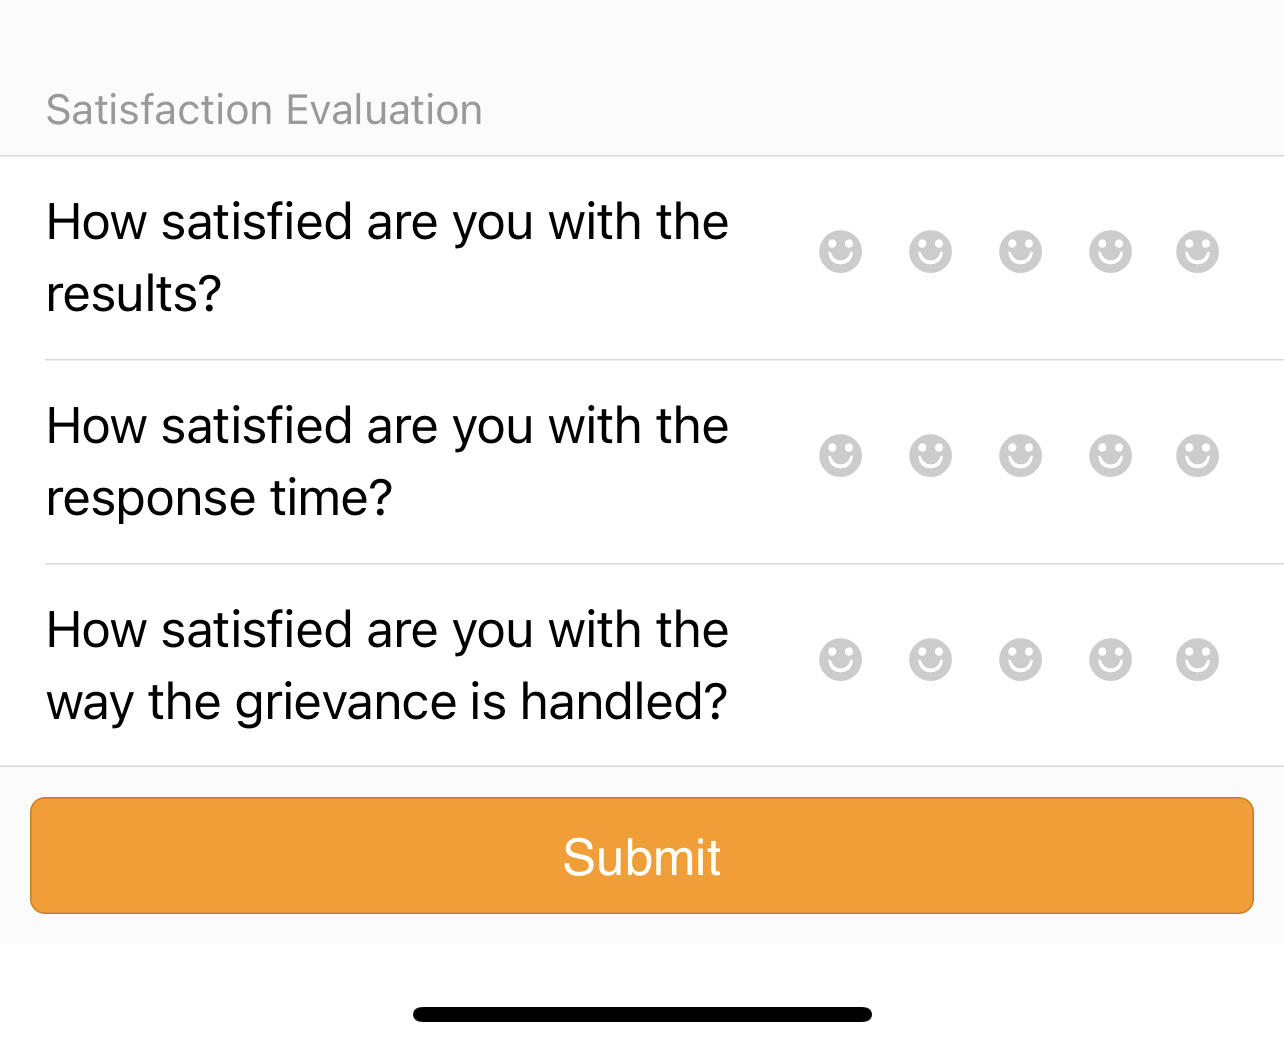 Satisfaction Evaluation
How satisfied are you with the
results?
How satisfied are you with the
response time?
How satisfied are you with the
way the grievance is handled?
Submit